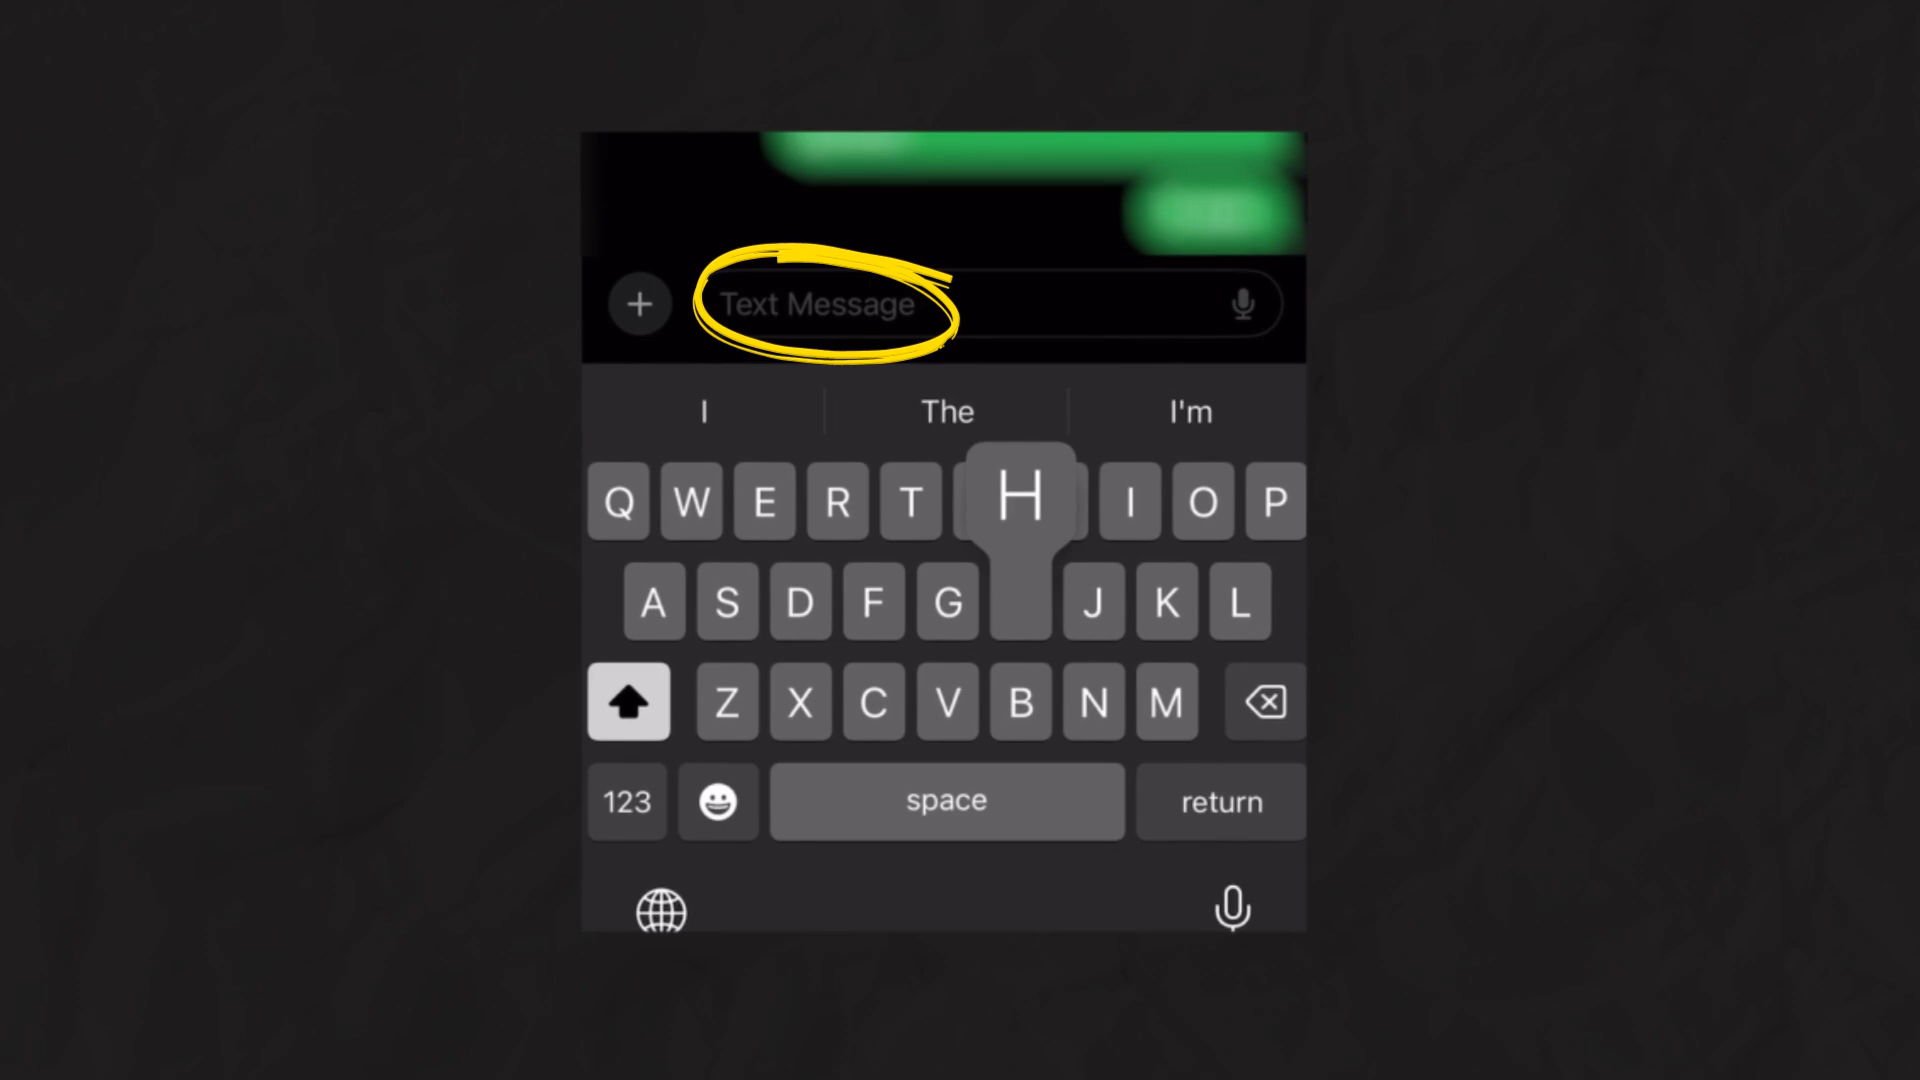 Text Message
I The I'm
Q W E R T H I O P
A S D F G J K L
Z X C V B N M
123 space return